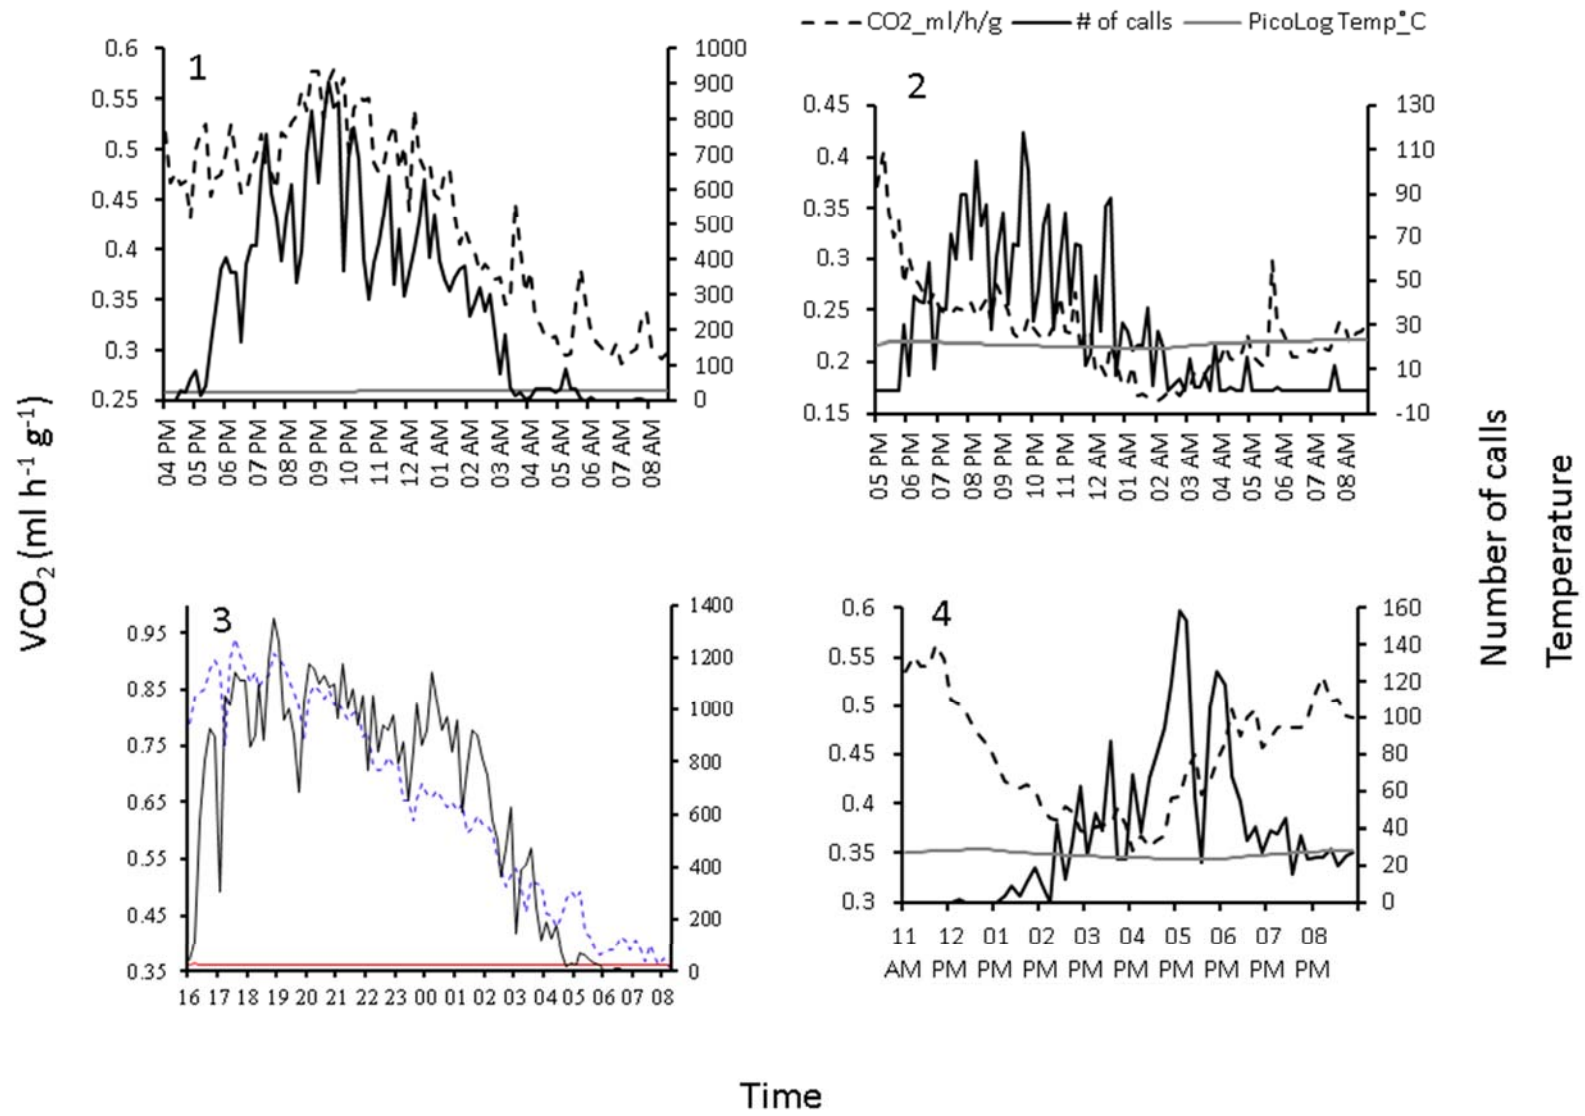 CO2_ml/h/g # of calls PicoLog Temp_°C
1
0.6
0.55
0.5
0.45
0.4
0.35
0.3
0.25
1000
900
800
700
600
500
400
300
200
100
0
04 PM
05 PM
06 PM
07 PM
08 PM
09 PM
10 PM
11 PM
12 AM
01 AM
02 AM
03 AM
04 AM
05 AM
06 AM
07 AM
08 AM
2
0.45
0.4
0.35
0.3
0.25
0.2
0.15
130
110
90
70
50
30
10
-10
05 PM
06 PM
07 PM
08 PM
09 PM
10 PM
11 PM
12 AM
01 AM
02 AM
03 AM
04 AM
05 AM
06 AM
07 AM
08 AM
VCO₂ (ml h⁻¹ g⁻¹)
Number of calls
Temperature
3
0.95
0.85
0.75
0.65
0.55
0.45
0.35
1400
1200
1000
800
600
400
200
0
16 17 18 19 20 21 22 23 00 01 02 03 04 05 06 07 08
4
0.6
0.55
0.5
0.45
0.4
0.35
0.3
160
140
120
100
80
60
40
20
0
11 12 01 02 03 04 05 06 07 08
AM PM PM PM PM PM PM PM PM PM
Time